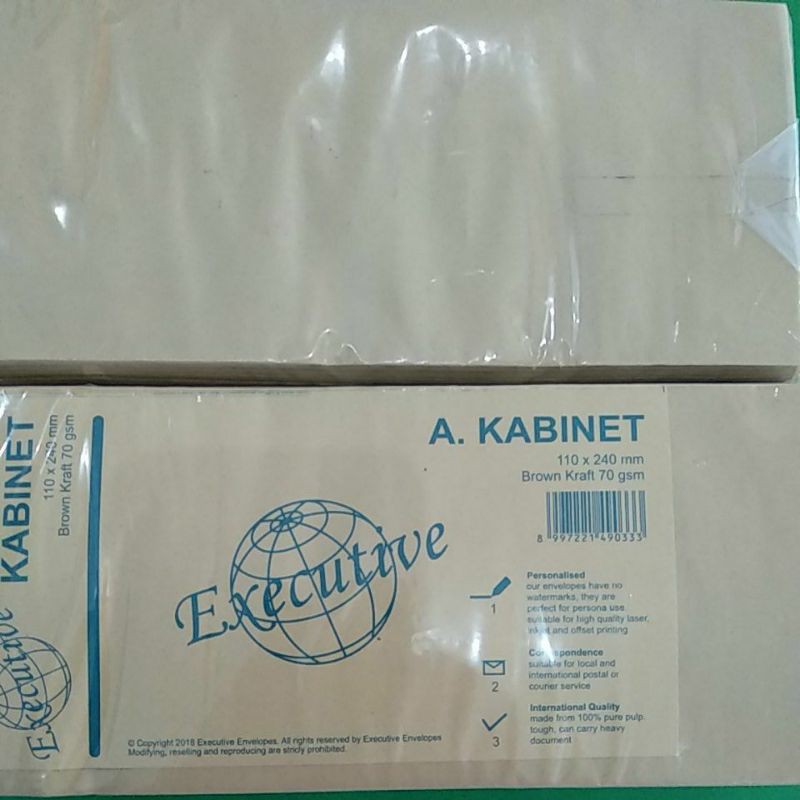 KABINET
110 x 240 mm
Brown Kraft 70 gsm
Executive
A. KABINET
110 x 240 mm
Brown Kraft 70 gsm
8 997221 490333
Executive
1
Personalised
our envelopes have no
watermarks, they are
perfect for persona use.
suitable for high quality laser,
inkjet and offset printing
2
Correspondence
suitable for local and
international postal or
courier service
3
International Quality
made from 100% pure pulp.
tough, can carry heavy
document
© Copyright 2018 Executive Envelopes. All rights reserved by Executive Envelopes
Modifying, reselling and reproducing are stricly prohibited.